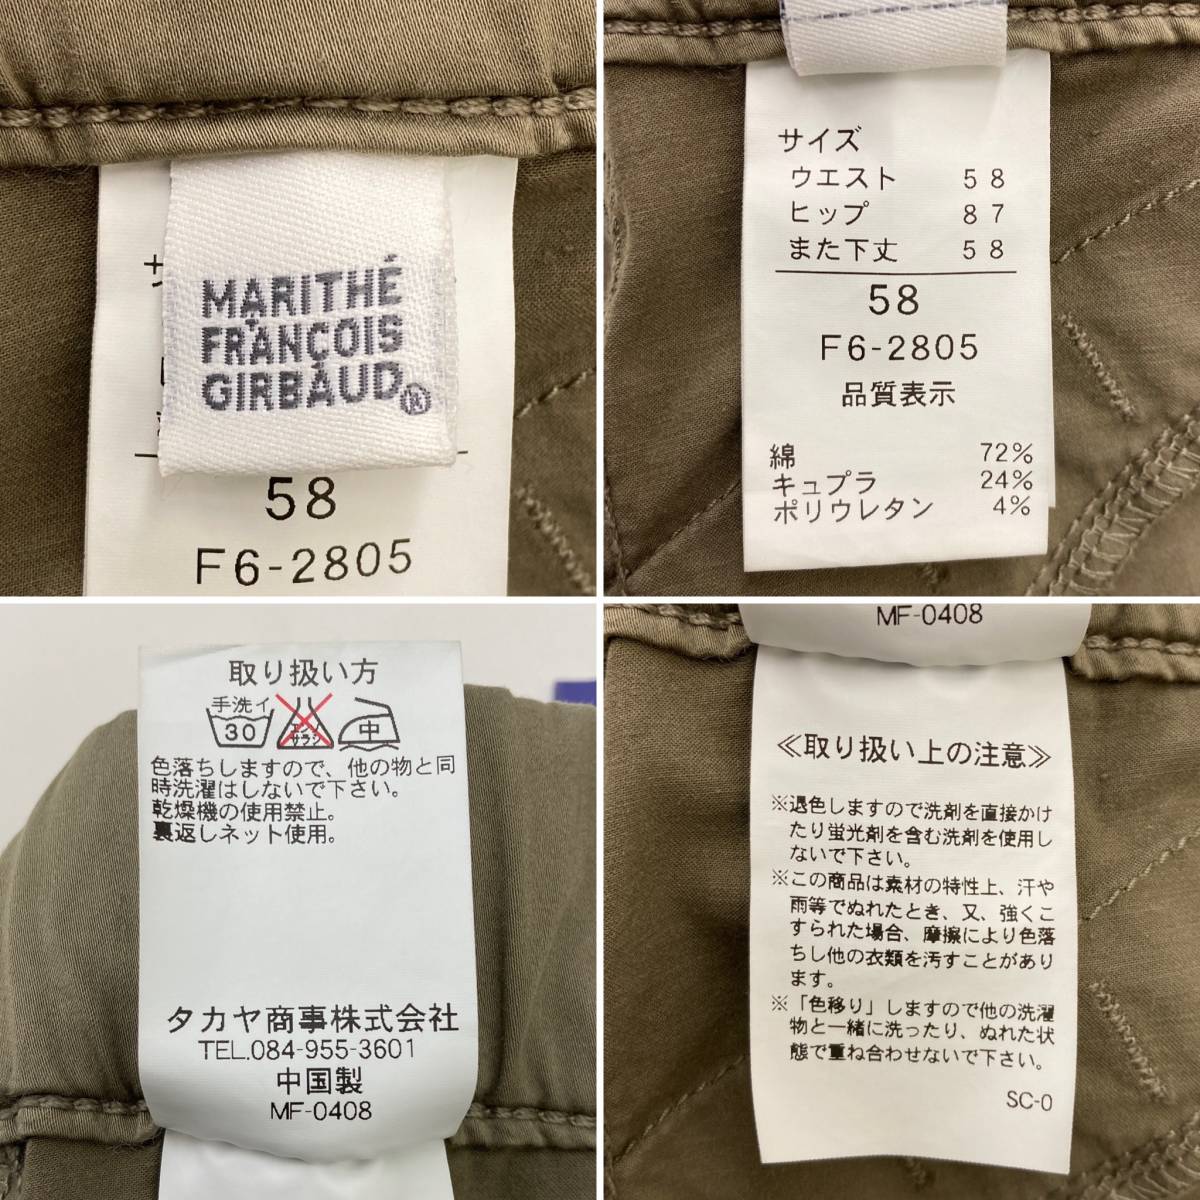 MARITHÉ
FRANÇOIS
GIRBAUD®
58
F6-2805
サイズ
ウエスト 58
ヒップ 87
また下丈 58
58
F6-2805
品質表示
綿 72%
キュプラ 24%
ポリウレタン 4%
取り扱い方
手洗イ
30
エンソ
サラシ
中
色落ちしますので、他の物と同
時洗濯はしないで下さい。
乾燥機の使用禁止。
裏返しネット使用。
タカヤ商事株式会社
TEL.084-955-3601
中国製
MF-0408
MF-0408
≪取り扱い上の注意≫
※退色しますので洗剤を直接かけ
たり蛍光剤を含む洗剤を使用し
ないで下さい。
※この商品は素材の特性上、汗や
雨等でぬれたとき、又、強くこ
すられた場合、摩擦により色落
ちし他の衣類を汚すことがあり
ます。
※「色移り」しますので他の洗濯
物と一緒に洗ったり、ぬれた状
態で重ね合わせないで下さい。
SC-0